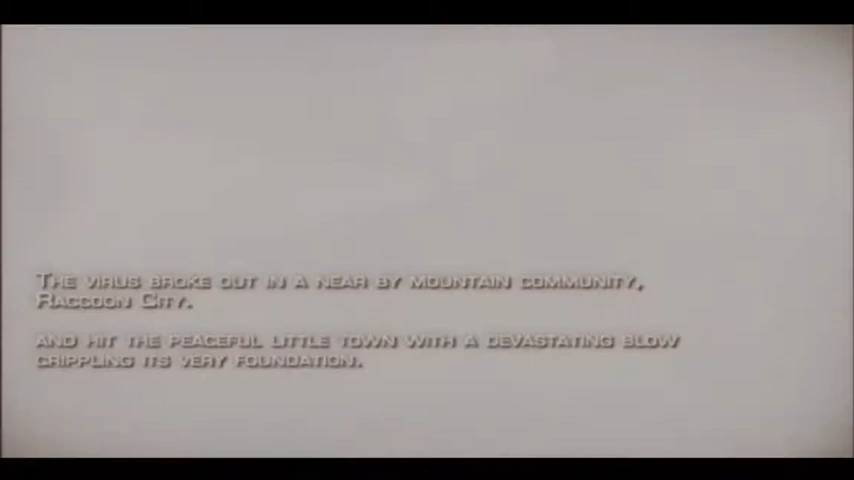 The virus broke out in a near by mountain community,
Raccoon City.
and hit the peaceful little town with a devastating blow
crippling its very foundation.